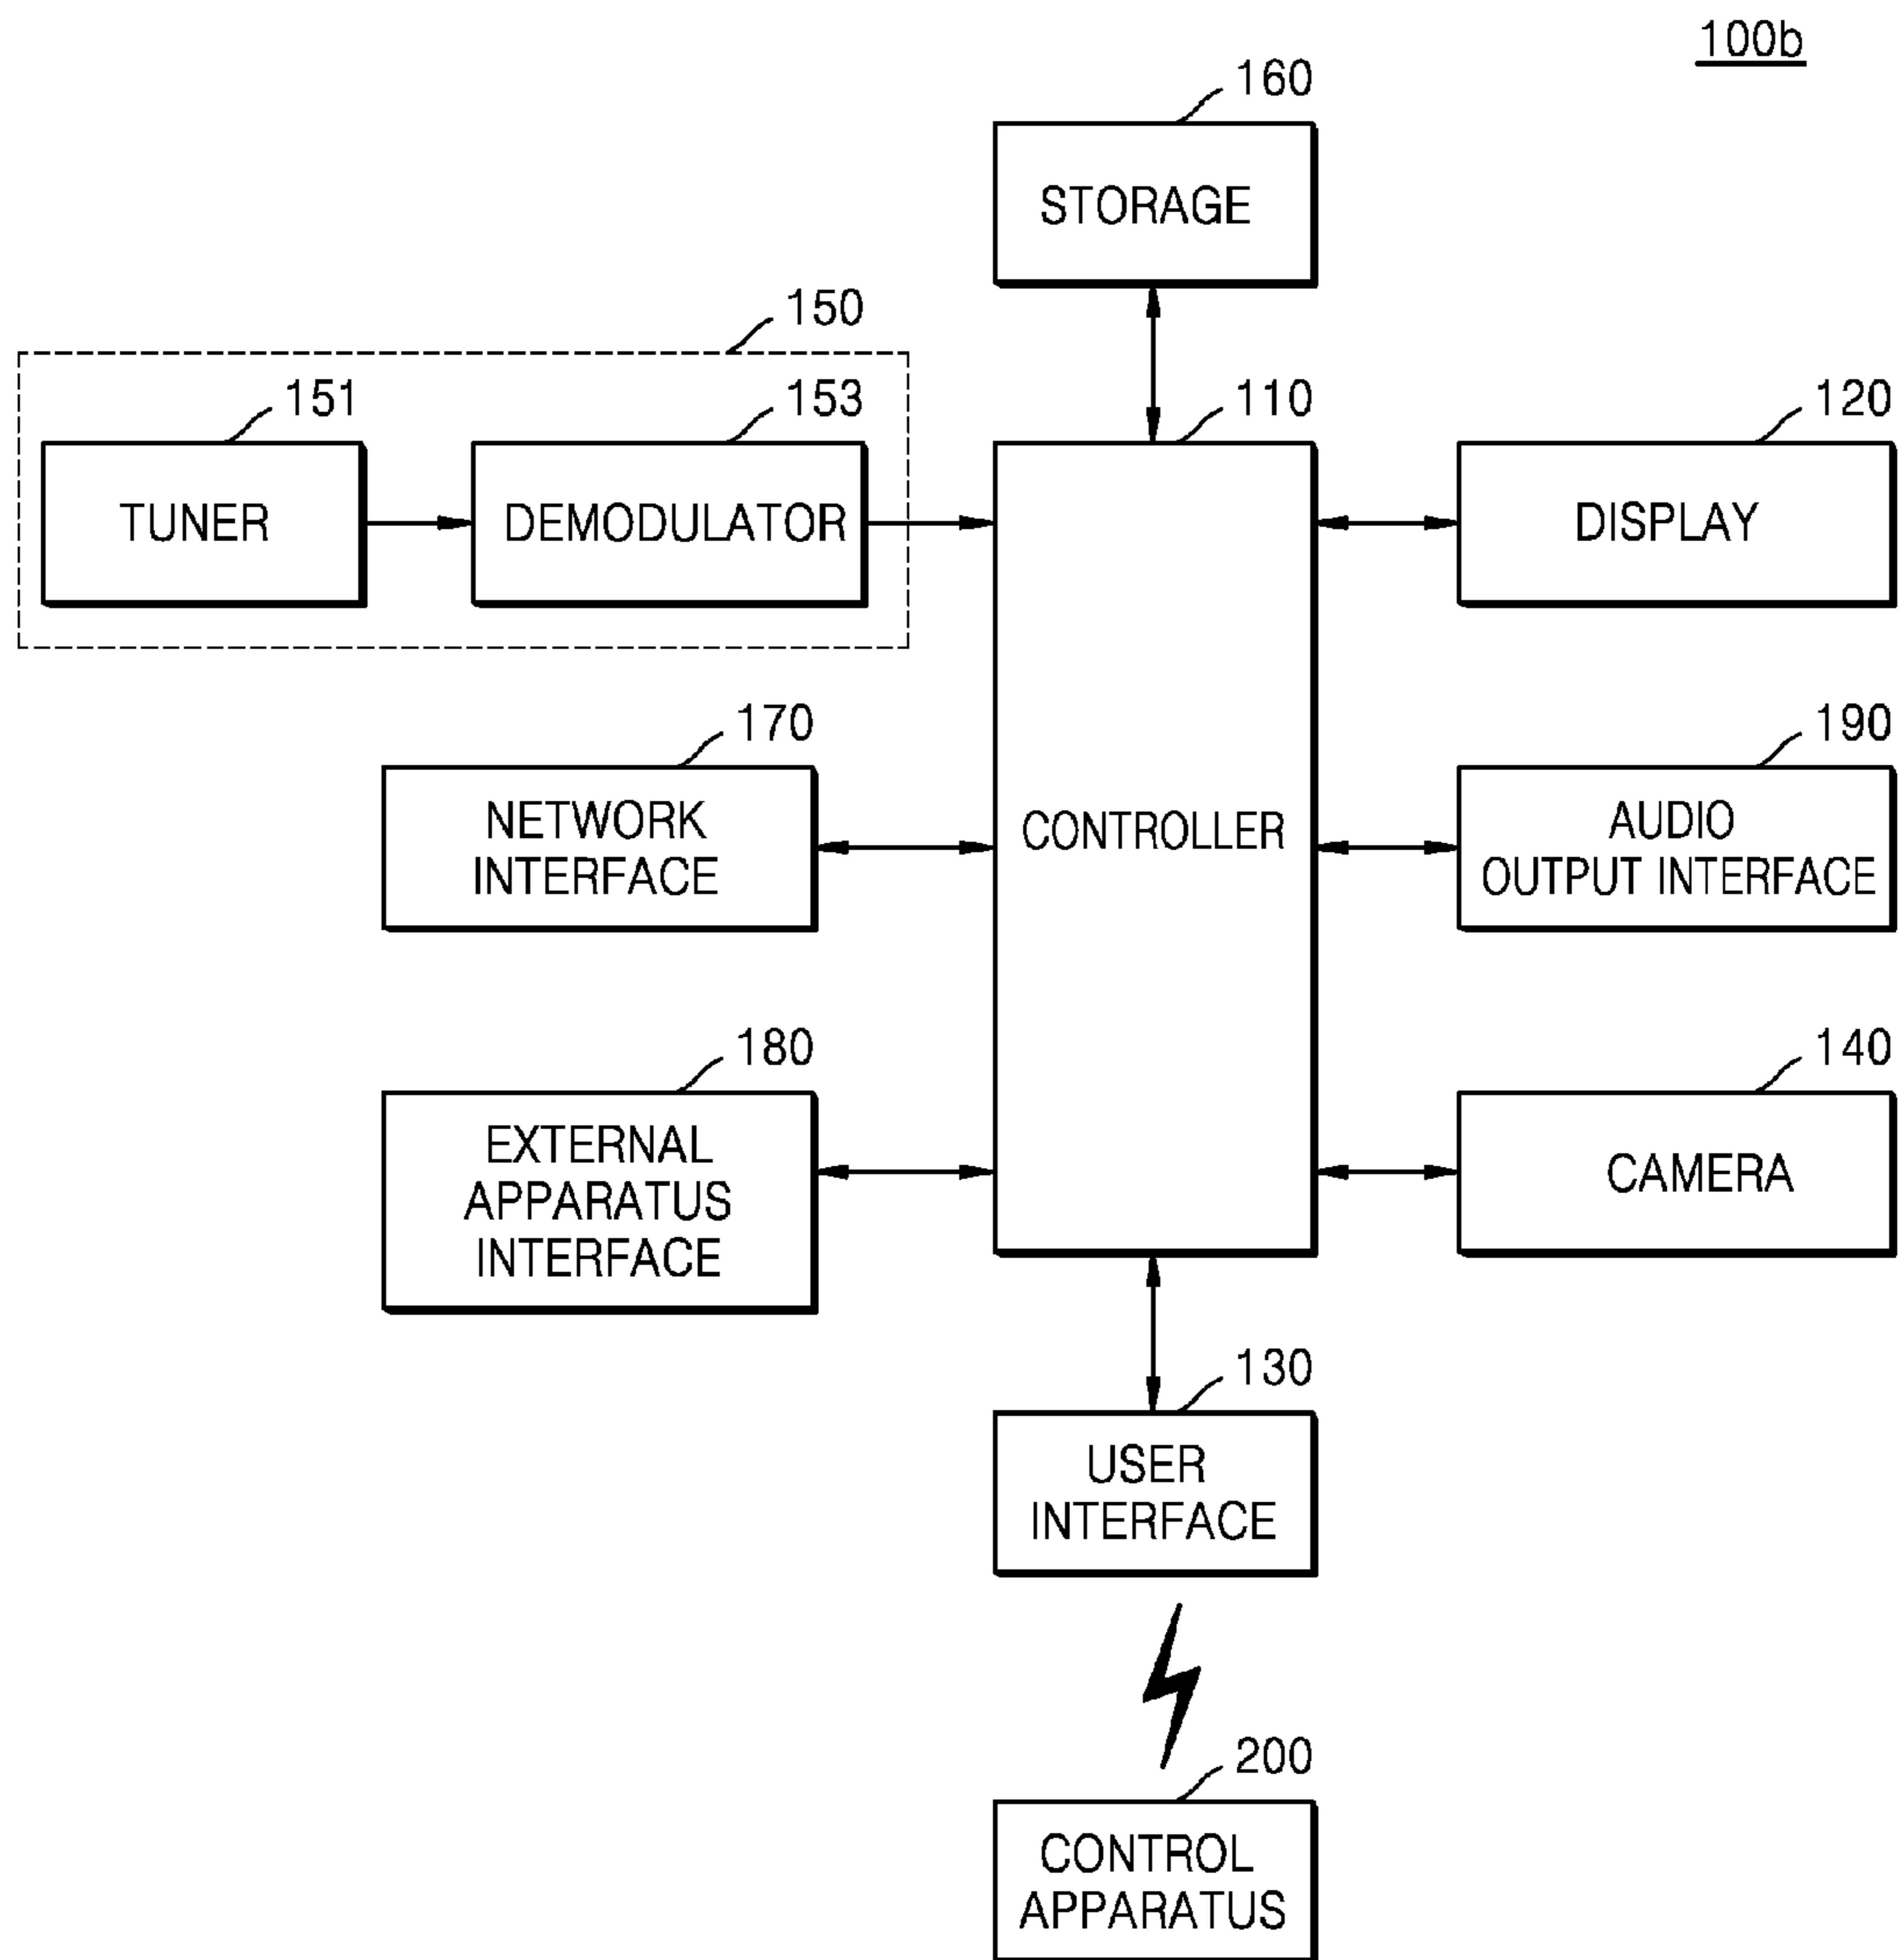 100b
160
STORAGE
150
151
153
110
120
TUNER
DEMODULATOR
DISPLAY
170
190
NETWORK
INTERFACE
CONTROLLER
AUDIO
OUTPUT INTERFACE
180
140
EXTERNAL
APPARATUS
INTERFACE
CAMERA
130
USER
INTERFACE
200
CONTROL
APPARATUS